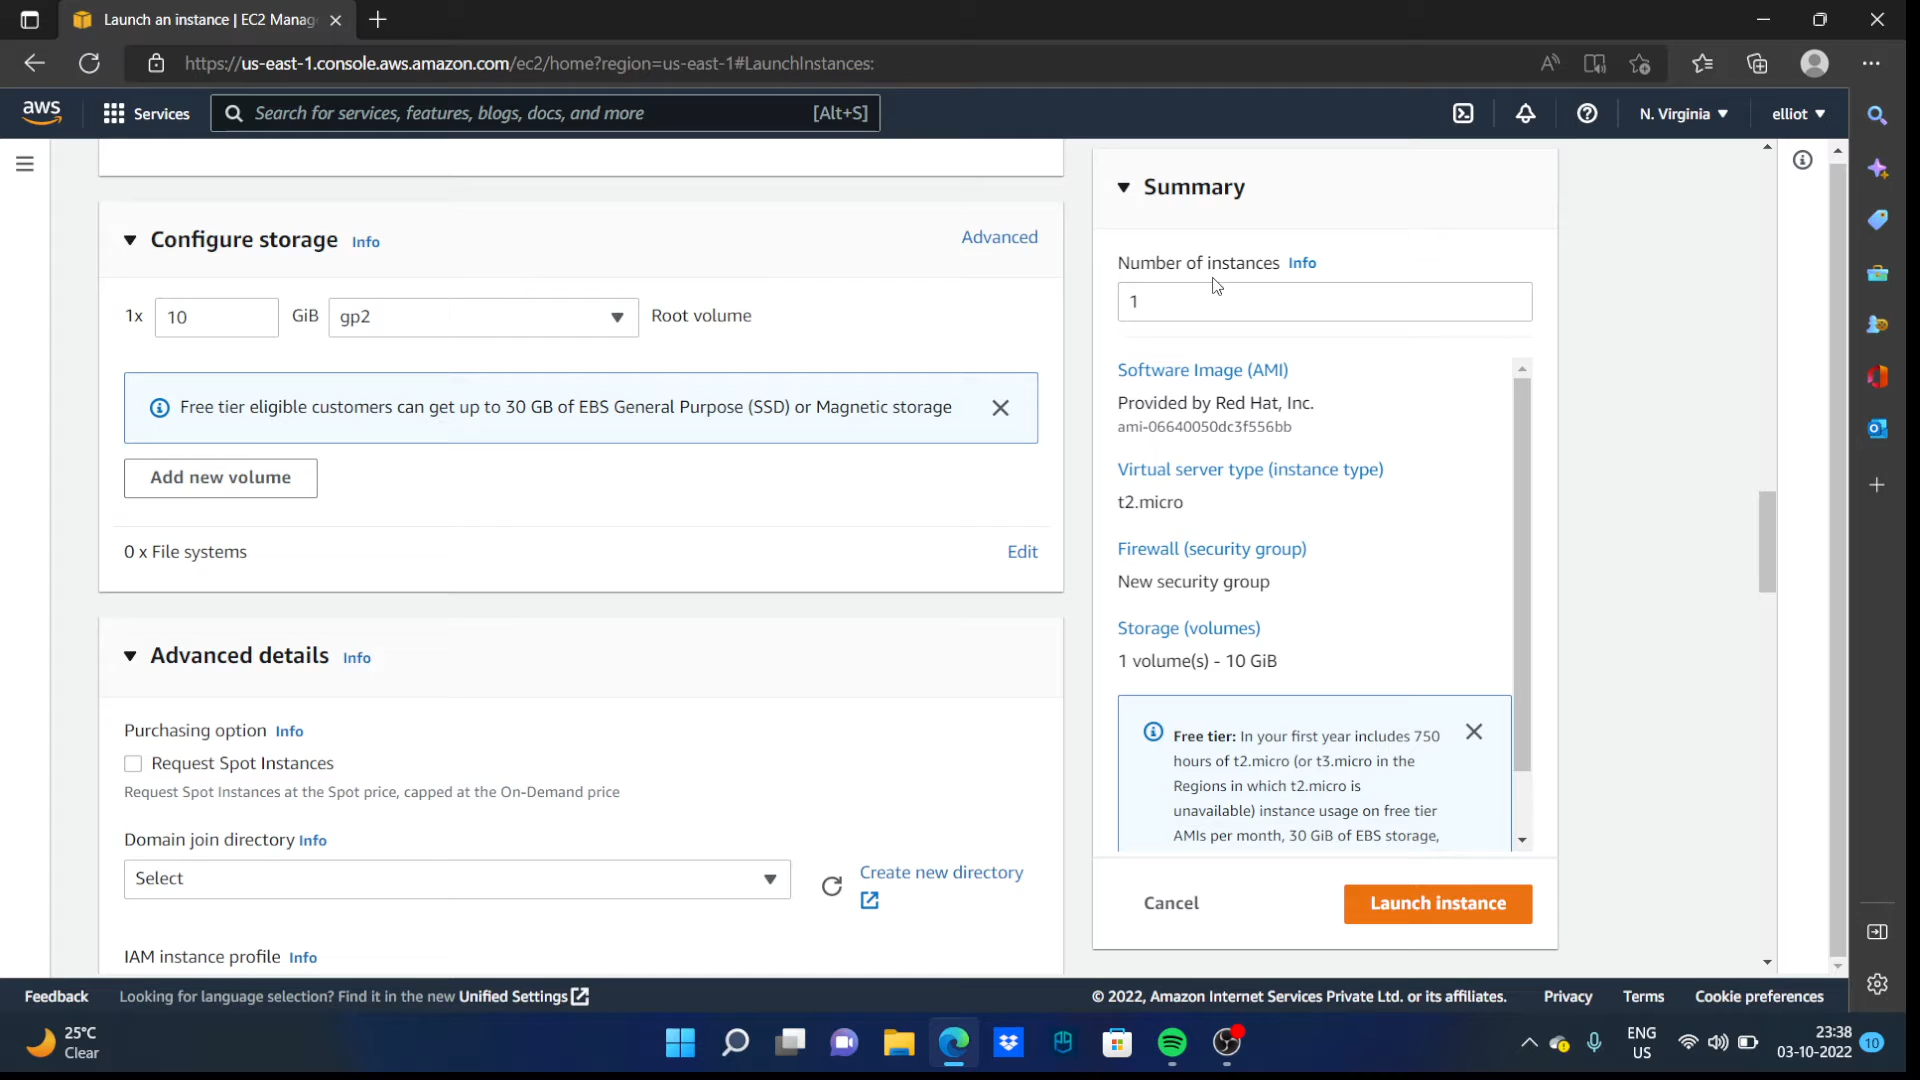 Launch an instance | EC2 Manag
https://us-east-1.console.aws.amazon.com/ec2/home?region=us-east-1#LaunchInstances:
aws
Services
Search for services, features, blogs, docs, and more
[Alt+S]
N. Virginia
elliot
Configure storage Info
Advanced
1x
10
GiB
gp2
Root volume
Free tier eligible customers can get up to 30 GB of EBS General Purpose (SSD) or Magnetic storage
Add new volume
0 x File systems
Edit
Advanced details Info
Purchasing option Info
Request Spot Instances
Request Spot Instances at the Spot price, capped at the On-Demand price
Domain join directory Info
Select
Create new directory
IAM instance profile Info
Summary
Number of instances Info
1
Software Image (AMI)
Provided by Red Hat, Inc.
ami-06640050dc3f556bb
Virtual server type (instance type)
t2.micro
Firewall (security group)
New security group
Storage (volumes)
1 volume(s) - 10 GiB
Free tier: In your first year includes 750
hours of t2.micro (or t3.micro in the
Regions in which t2.micro is
unavailable) instance usage on free tier
AMIs per month, 30 GiB of EBS storage,
Cancel
Launch instance
Feedback
Looking for language selection? Find it in the new Unified Settings
© 2022, Amazon Internet Services Private Ltd. or its affiliates.
Privacy
Terms
Cookie preferences
25°C
Clear
ENG
US
23:38
03-10-2022
10